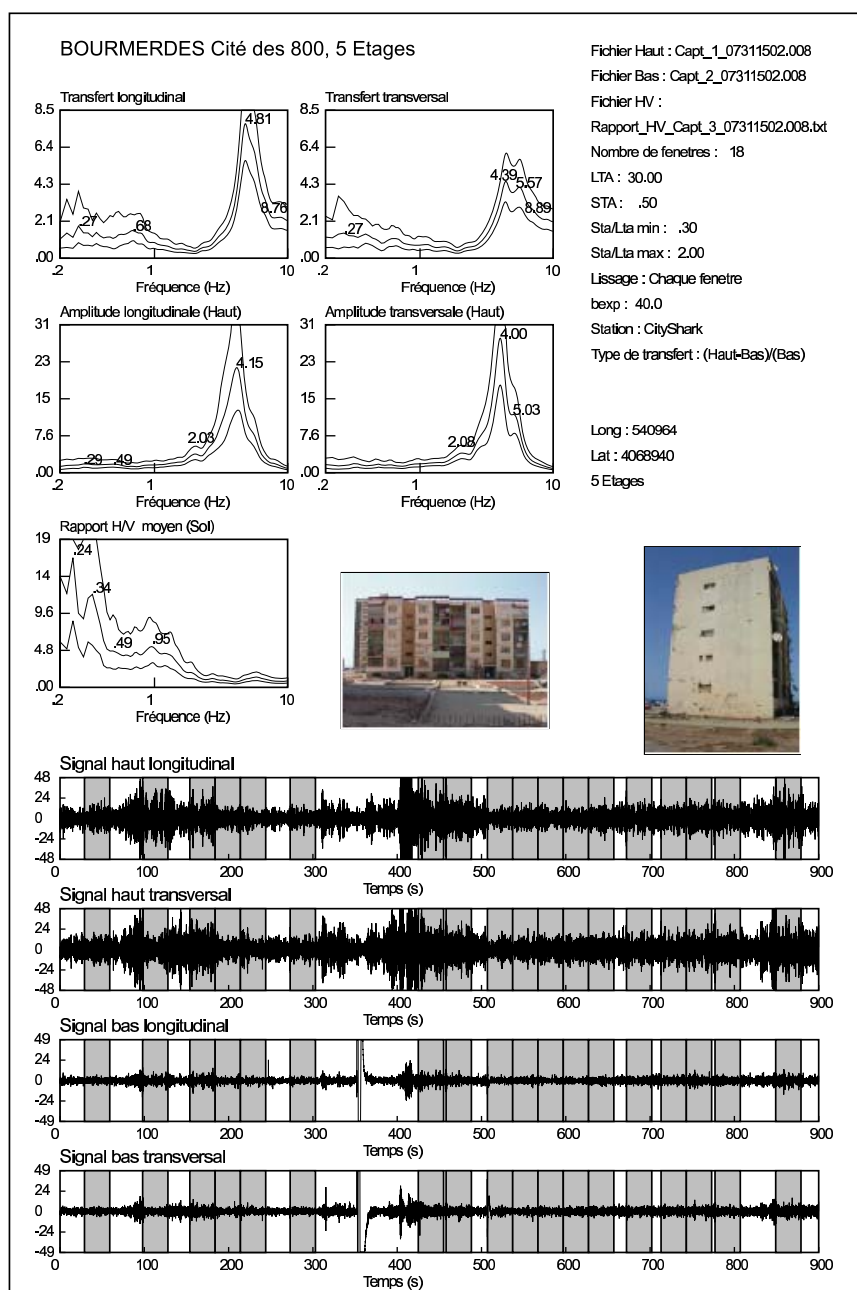 BOURMERDES Cité des 800, 5 Etages
Fichier Haut : Capt_1_07311502.008
Fichier Bas : Capt_2_07311502.008
Fichier HV :
Rapport_HV_Capt_3_07311502.008.txt
Nombre de fenetres : 18
LTA : 30.00
STA : .50
Sta/Lta min : .30
Sta/Lta max : 2.00
Lissage : Chaque fenetre
bexp : 40.0
Station : CityShark
Type de transfert : (Haut-Bas)/(Bas)
Long : 540964
Lat : 4068940
5 Etages
Transfert longitudinal
8.5
6.4
4.3
2.1
.00
4.81
8.76
.27
.68
.2 1 10
Fréquence (Hz)
Transfert transversal
8.5
6.4
4.3
2.1
.00
4.39
5.57
8.89
.27
.2 1 10
Fréquence (Hz)
Amplitude longitudinale (Haut)
31
23
15
7.6
.00
4.15
2.03
.29 .49
.2 1 10
Fréquence (Hz)
Amplitude transversale (Haut)
31
23
15
7.6
.00
4.00
5.03
2.08
.2 1 10
Fréquence (Hz)
Rapport H/V moyen (Sol)
19
14
9.6
4.8
.00
.24
.34
.49
.95
.2 1 10
Fréquence (Hz)
Signal haut longitudinal
48
24
0
-24
-48
0 100 200 300 400 500 600 700 800 900
Temps (s)
Signal haut transversal
48
24
0
-24
-48
0 100 200 300 400 500 600 700 800 900
Temps (s)
Signal bas longitudinal
49
24
0
-24
-49
0 100 200 300 400 500 600 700 800 900
Temps (s)
Signal bas transversal
49
24
0
-24
-49
0 100 200 300 400 500 600 700 800 900
Temps (s)